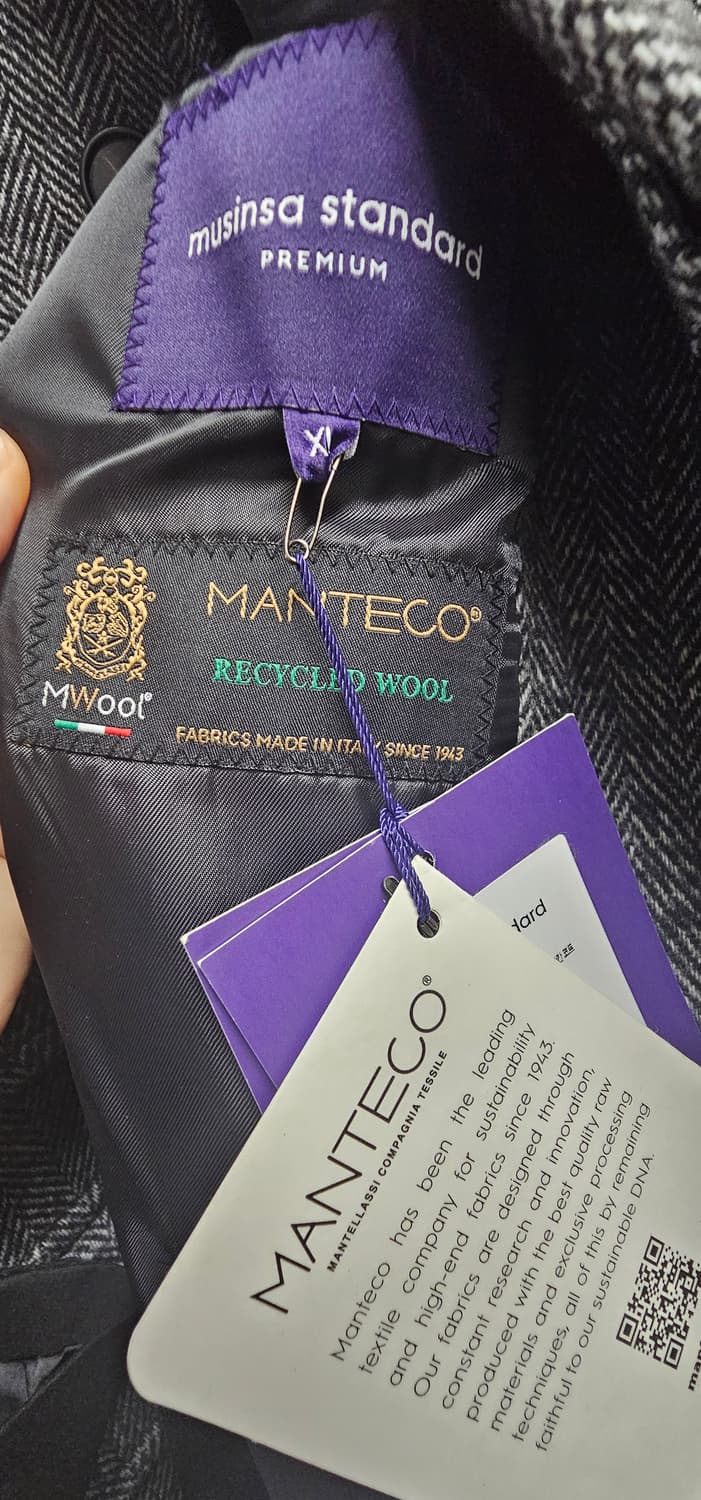 musinsa standard
PREMIUM
XL
MANTECO®
RECYCLED WOOL
MWool®
FABRICS MADE IN ITALY SINCE 1943
dard
MANTECO®
MANTELLASSI COMPAGNIA TESSILE
Manteco has been the leading
textile company for sustainability
and high-end fabrics since 1943.
Our fabrics are designed through
constant research and innovation,
produced with the best quality raw
materials and exclusive processing
techniques, all of this by remaining
faithful to our sustainable DNA.